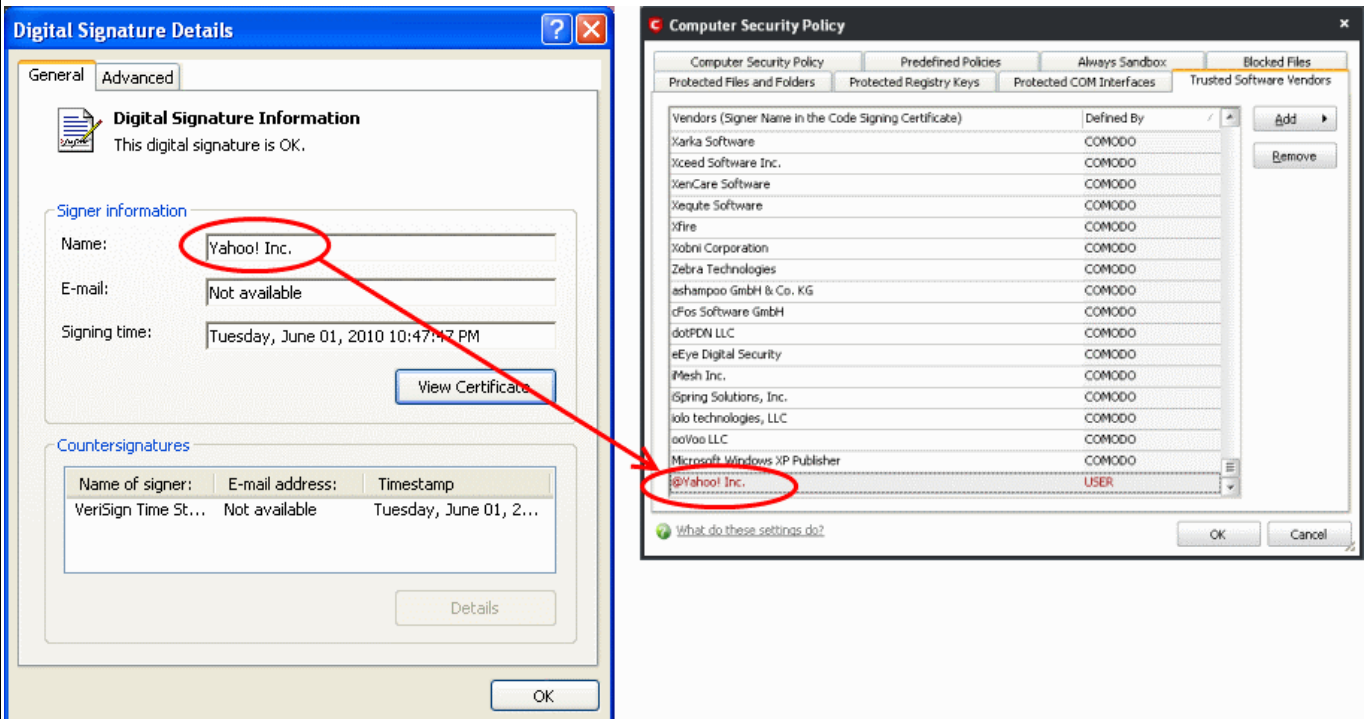 Digital Signature Details
General
Advanced
Digital Signature Information
This digital signature is OK.
Signer information
Name:
Yahoo! Inc.
E-mail:
Not available
Signing time:
Tuesday, June 01, 2010 10:47:47 PM
View Certificate
Countersignatures
Name of signer: E-mail address: Timestamp
VeriSign Time St... Not available Tuesday, June 01, 2...
Details
OK
Computer Security Policy
Computer Security Policy Predefined Policies Always Sandbox Blocked Files
Protected Files and Folders Protected Registry Keys Protected COM Interfaces Trusted Software Vendors
Vendors (Signer Name in the Code Signing Certificate) Defined By
Xarka Software COMODO
Xceed Software Inc. COMODO
XenCare Software COMODO
Xequte Software COMODO
Xfire COMODO
Xobni Corporation COMODO
Zebra Technologies COMODO
ashampoo GmbH & Co. KG COMODO
cFos Software GmbH COMODO
dotPDN LLC COMODO
eEye Digital Security COMODO
iMesh Inc. COMODO
iSpring Solutions, Inc. COMODO
iolo technologies, LLC COMODO
ooVoo LLC COMODO
Microsoft Windows XP Publisher COMODO
@Yahoo! Inc. USER
Add
Remove
What do these settings do?
OK
Cancel